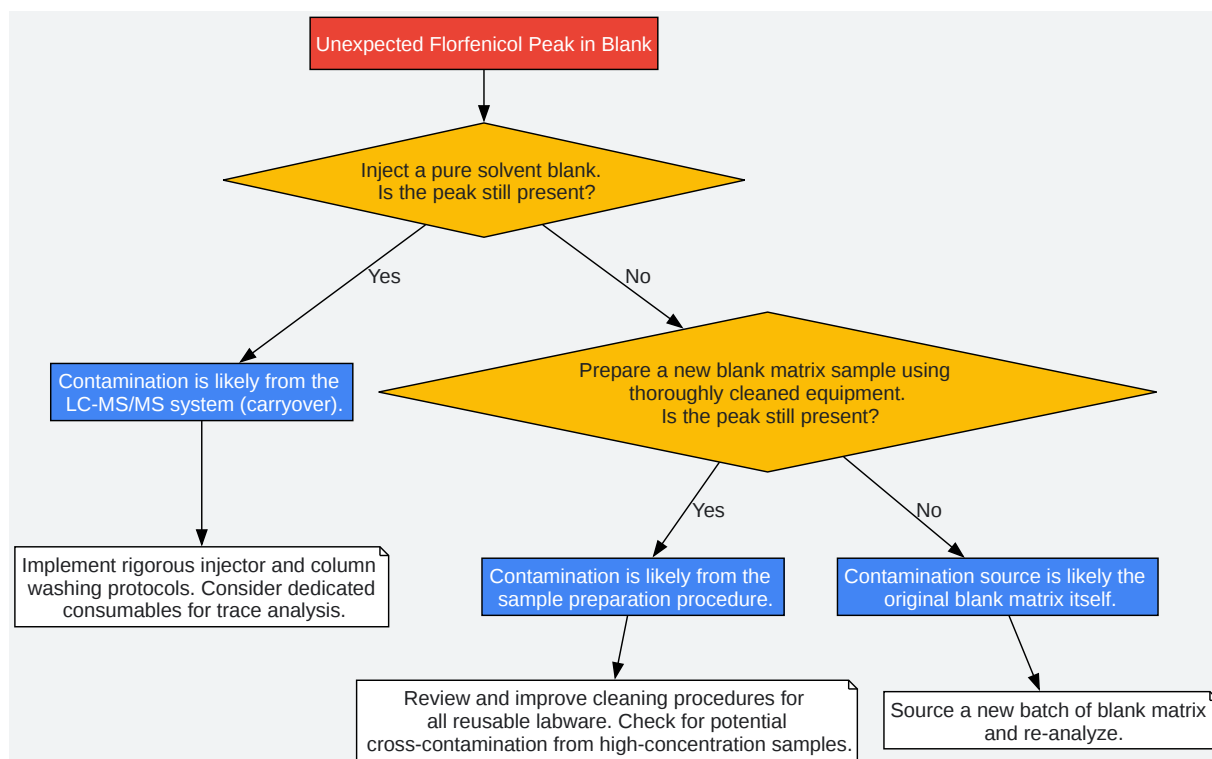 Unexpected Florfenicol Peak in Blank
Inject a pure solvent blank.
Is the peak still present?
Yes
No
Contamination is likely from the
LC-MS/MS system (carryover).
Prepare a new blank matrix sample using
thoroughly cleaned equipment.
Is the peak still present?
Yes
No
Implement rigorous injector and column
washing protocols. Consider dedicated
consumables for trace analysis.
Contamination is likely from the
sample preparation procedure.
Contamination source is likely the
original blank matrix itself.
Review and improve cleaning procedures for
all reusable labware. Check for potential
cross-contamination from high-concentration samples.
Source a new batch of blank matrix
and re-analyze.